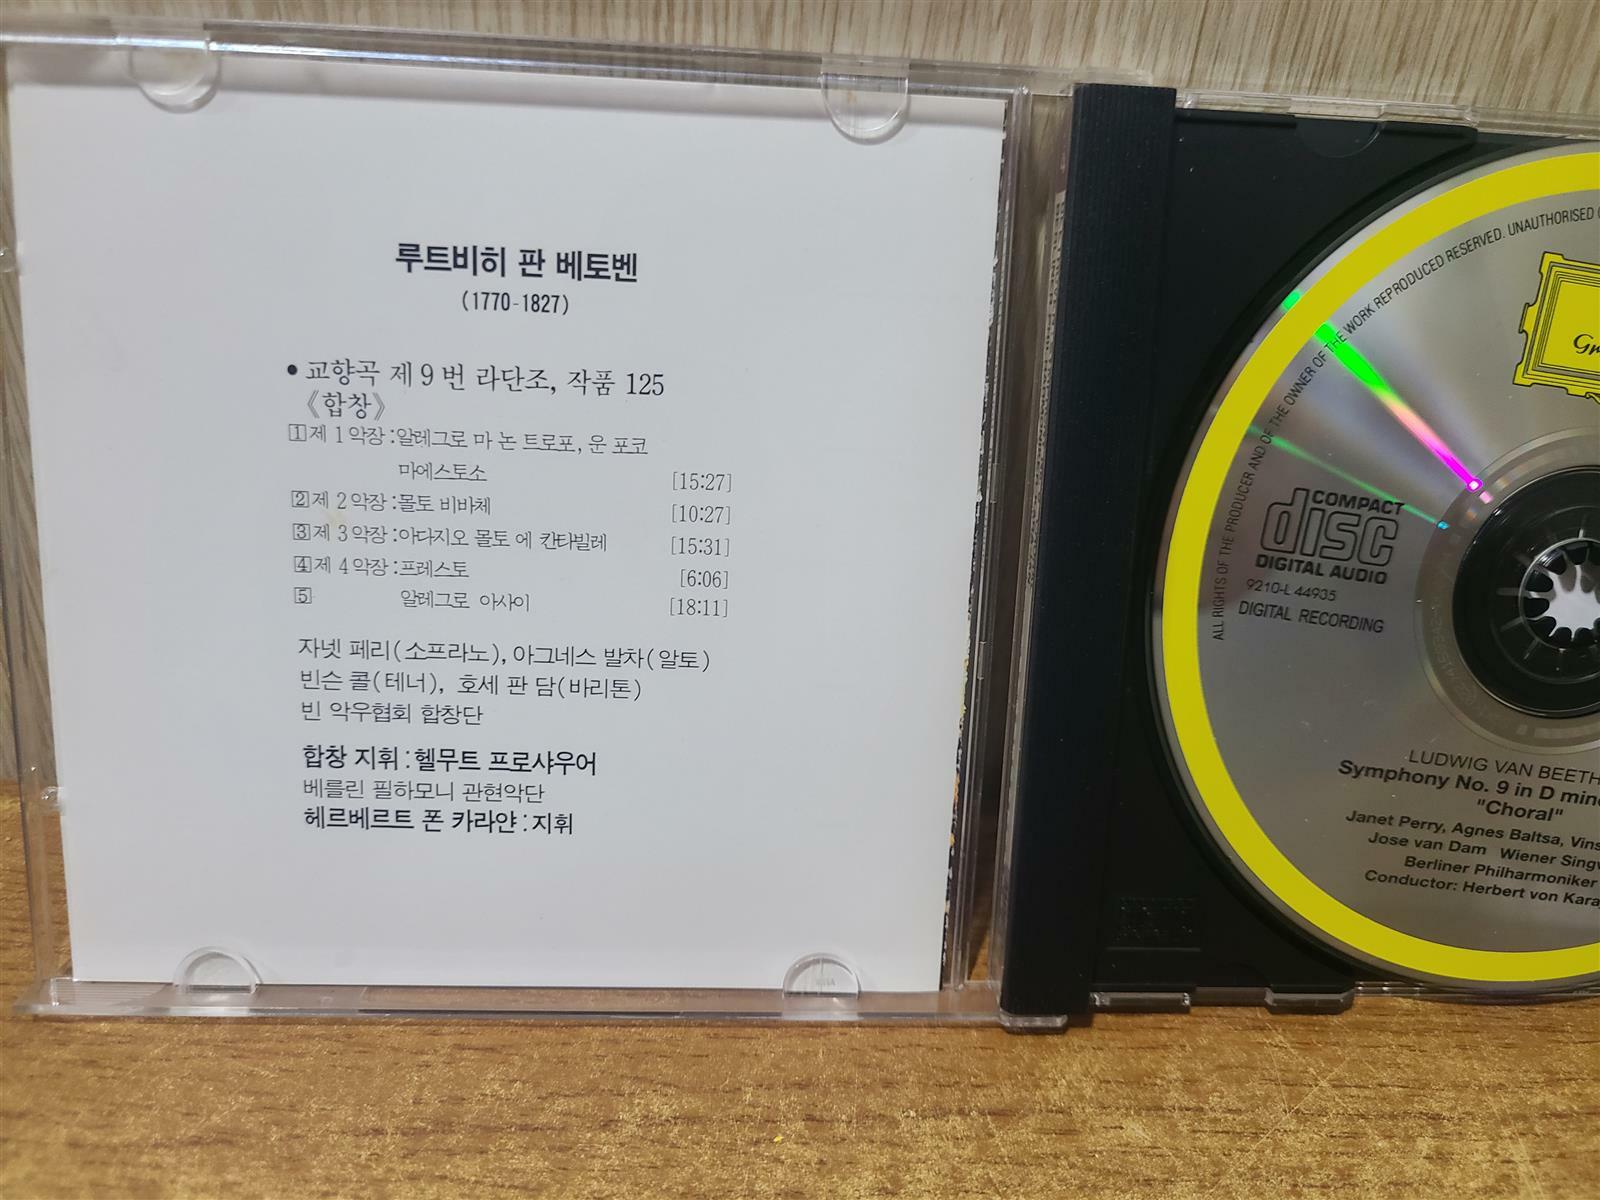 루트비히 판 베토벤
(1770-1827)
• 교향곡 제 9 번 라단조, 작품 125
《합창》
1 제 1 악장 : 알레그로 마 논 트로포, 운 포코
마에스토소 [15:27]
2 제 2 악장 : 몰토 비바체 [10:27]
3 제 3 악장 : 아다지오 몰토 에 칸타빌레 [15:31]
4 제 4 악장 : 프레스토 [6:06]
5 알레그로 아사이 [18:11]
자넷 페리(소프라노), 아그네스 발차(알토)
빈슨 콜(테너), 호세 판 담(바리톤)
빈 악우협회 합창단
합창 지휘 : 헬무트 프로샤우어
베를린 필하모니 관현악단
헤르베르트 폰 카라얀 : 지휘
ALL RIGHTS OF THE PRODUCER AND OF THE OWNER OF THE WORK REPRODUCED RESERVED. UNAUTHORISED
COMPACT
disc
DIGITAL AUDIO
9210-L 44935
DIGITAL RECORDING
LUDWIG VAN BEETH
Symphony No. 9 in D min
"Choral"
Janet Perry, Agnes Baltsa, Vins
Jose van Dam Wiener Singv
Berliner Philharmoniker
Conductor: Herbert von Kara